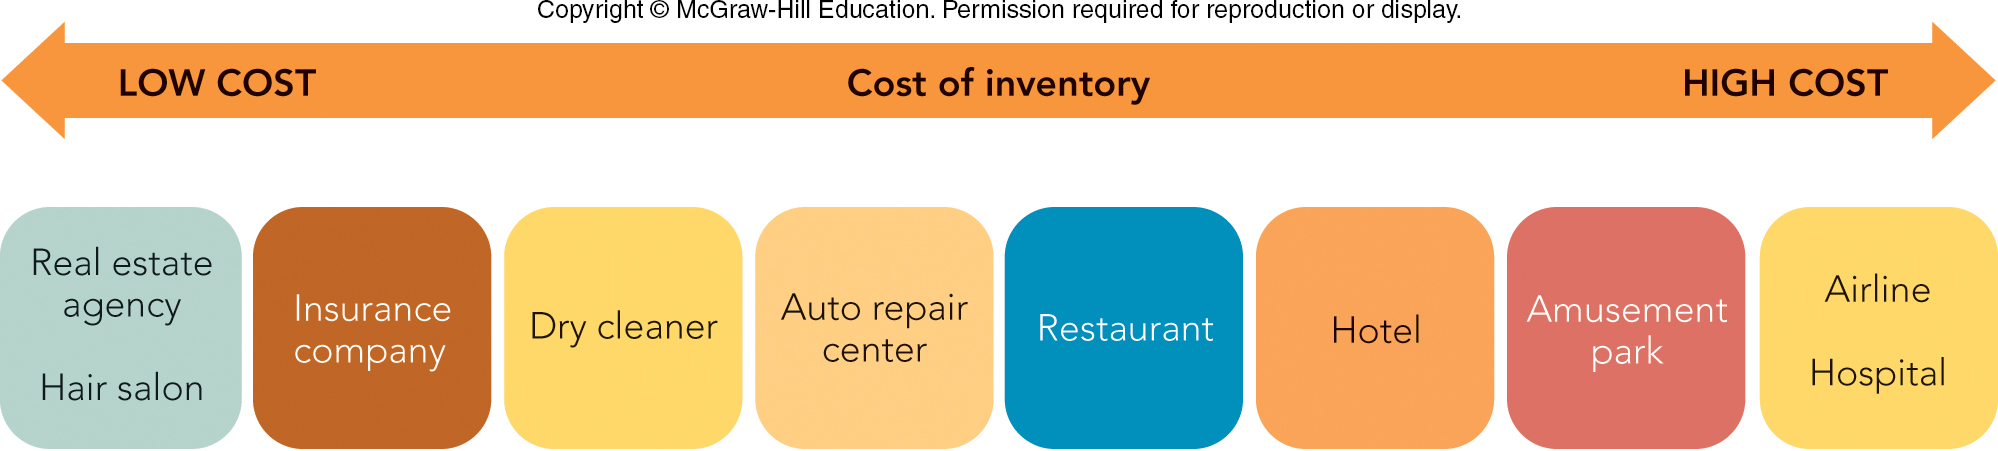 Copyright © McGraw-Hill Education. Permission required for reproduction or display.
LOW COST Cost of inventory HIGH COST
Real estate
agency
Hair salon
Insurance
company
Dry cleaner
Auto repair
center
Restaurant
Hotel
Amusement
park
Airline
Hospital